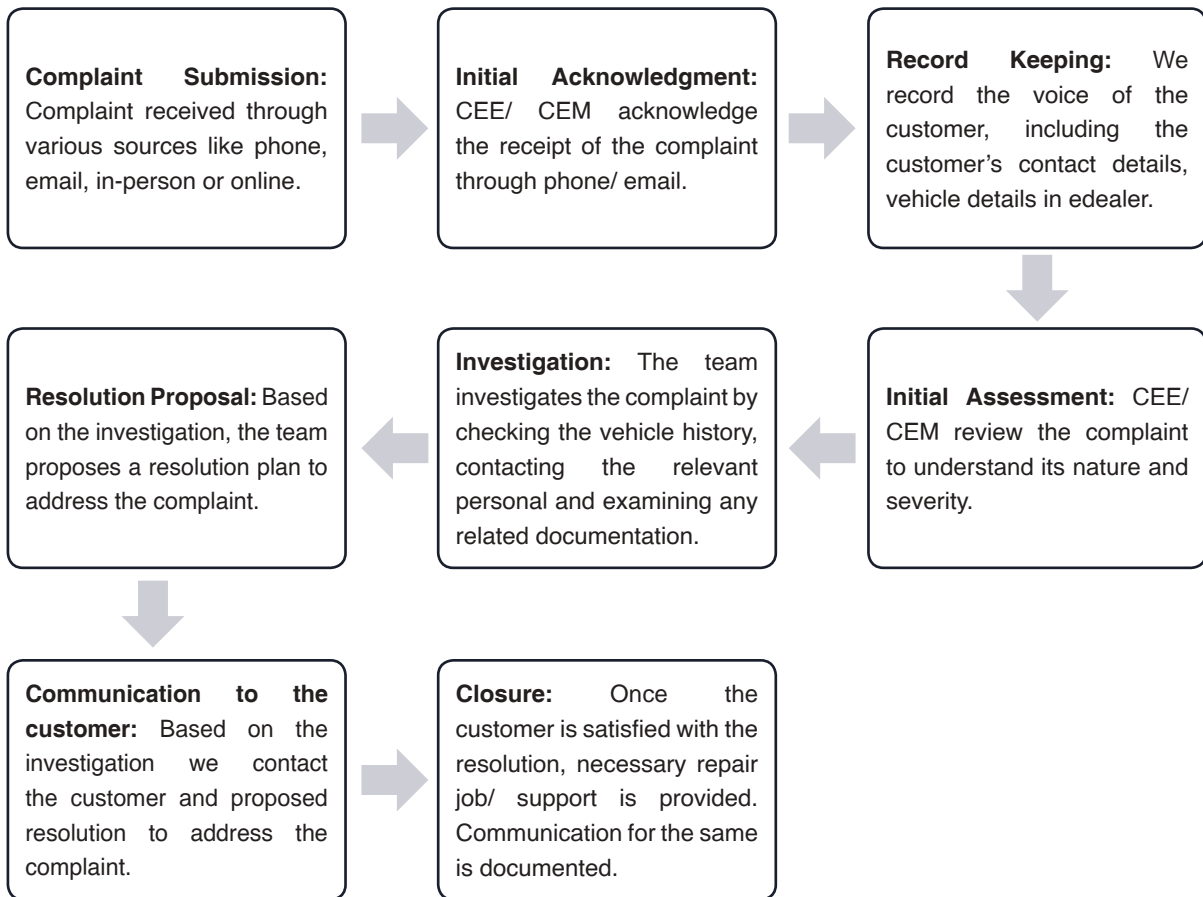 Complaint Submission:
Complaint received through
various sources like phone,
email, in-person or online.
Initial Acknowledgment:
CEE/ CEM acknowledge
the receipt of the complaint
through phone/ email.
Record Keeping: We
record the voice of the
customer, including the
customer’s contact details,
vehicle details in edealer.
Initial Assessment: CEE/
CEM review the complaint
to understand its nature and
severity.
Investigation: The team
investigates the complaint by
checking the vehicle history,
contacting the relevant
personal and examining any
related documentation.
Resolution Proposal: Based
on the investigation, the team
proposes a resolution plan to
address the complaint.
Communication to the
customer: Based on the
investigation we contact
the customer and proposed
resolution to address the
complaint.
Closure: Once the
customer is satisfied with the
resolution, necessary repair
job/ support is provided.
Communication for the same
is documented.